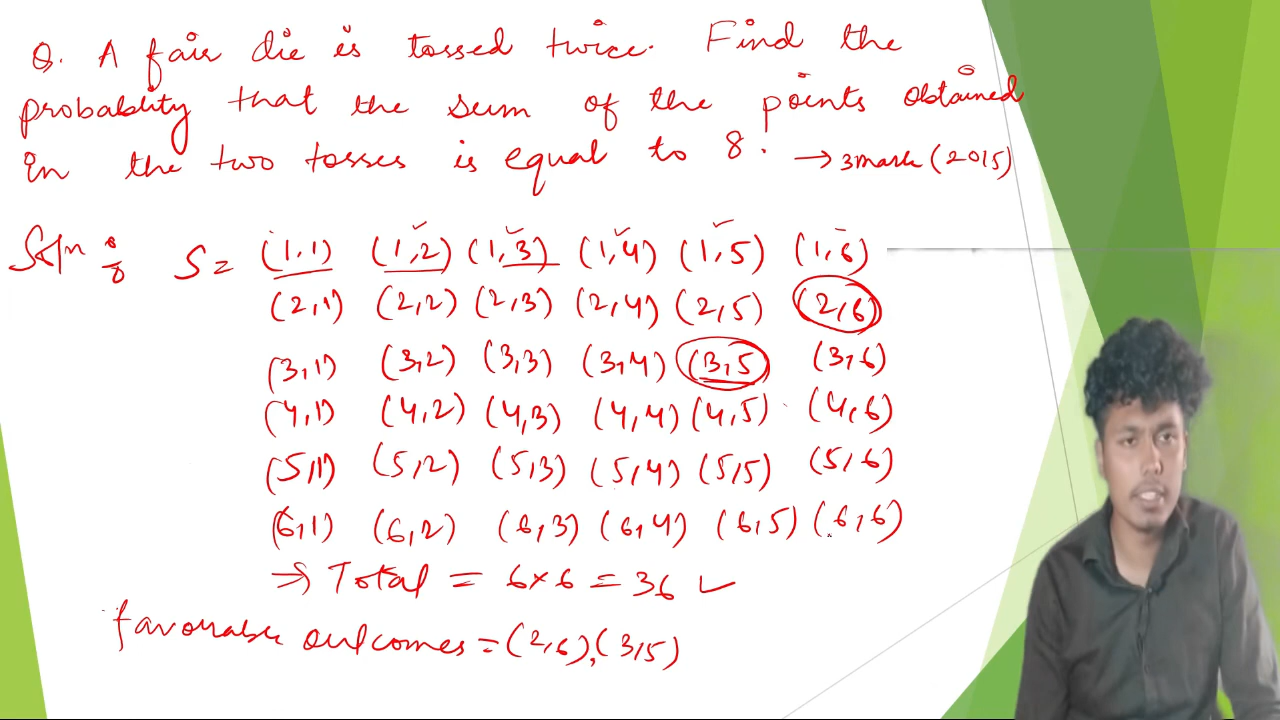 Q. A fair die is tossed twice. Find the
probability that the sum of the points obtained
in the two tosses is equal to 8. → 3 mark (2015)
Soln : S = (1,1) (1,2) (1,3) (1,4) (1,5) (1,6)
(2,1) (2,2) (2,3) (2,4) (2,5) (2,6)
(3,1) (3,2) (3,3) (3,4) (3,5) (3,6)
(4,1) (4,2) (4,3) (4,4) (4,5) (4,6)
(5,1) (5,2) (5,3) (5,4) (5,5) (5,6)
(6,1) (6,2) (6,3) (6,4) (6,5) (6,6)
⇒ Total = 6×6 = 36 ✓
favourable outcomes = (2,6), (3,5)